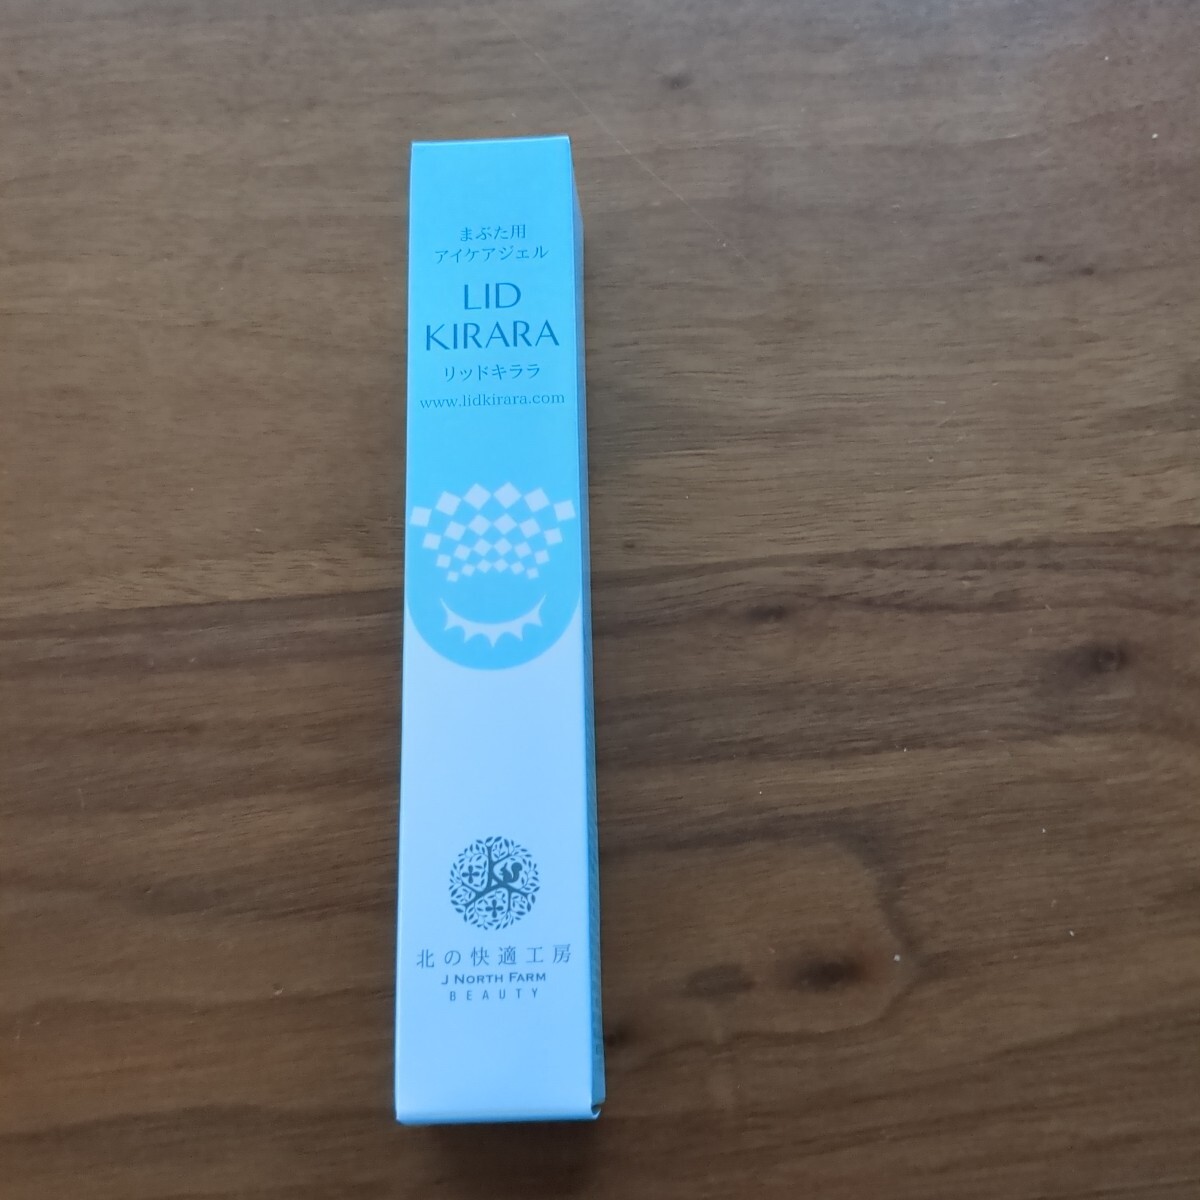 まぶた用
アイケアジェル
LID
KIRARA
リッドキララ
www.lidkirara.com
北の快適工房
J NORTH FARM
BEAUTY